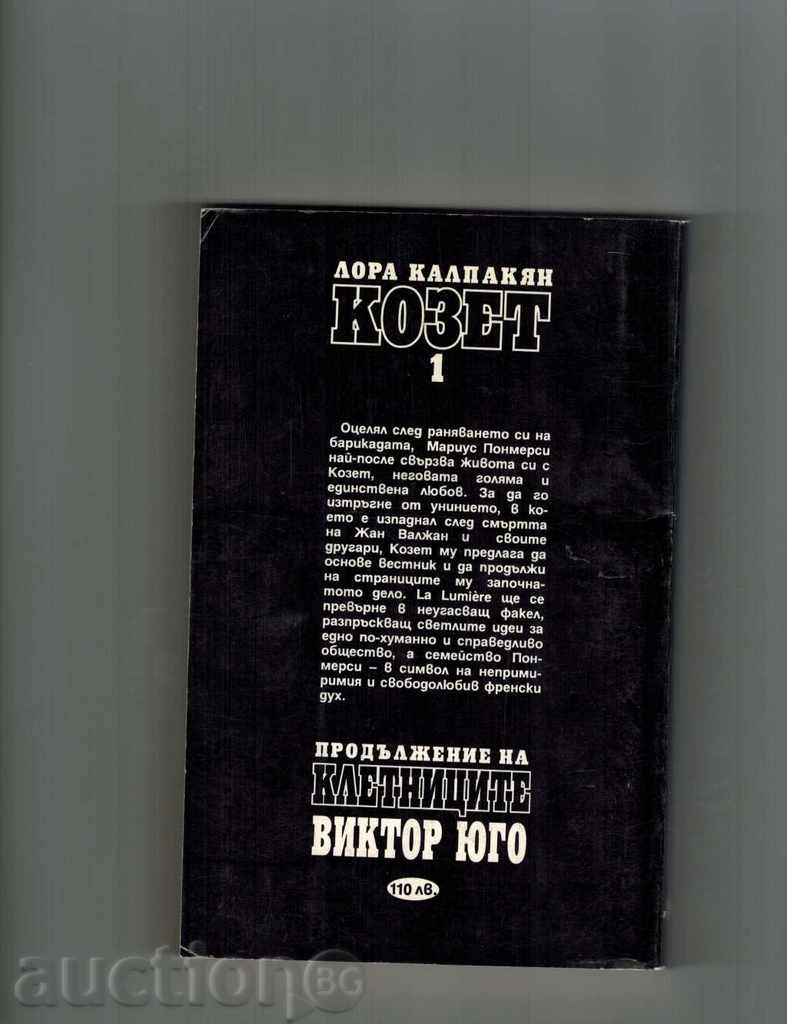 ЛОРА КАЛПАКЯН
КОЗЕТ
1
Оцелял след раняването си на
барикадата, Мариус Понмерси
най-после свързва живота си с
Козет, неговата голяма и
единствена любов. За да го
изтръгне от унинието, в ко-
ето е изпаднал след смъртта
на Жан Валжан и своите
другари, Козет му предлага да
основе вестник и да продължи
на страниците му започна-
тото дело. La Lumière ще се
превърне в неугасващ факел,
разпръскващ светлите идеи за
едно по-хуманно и справедливо
общество, а семейство Пон-
мерси – в символ на неприми-
римия и свободолюбив френски
дух.
ПРОДЪЛЖЕНИЕ НА
КЛЕТНИЦИТЕ
ВИКТОР ЮГО
110 лв.
auctionBG